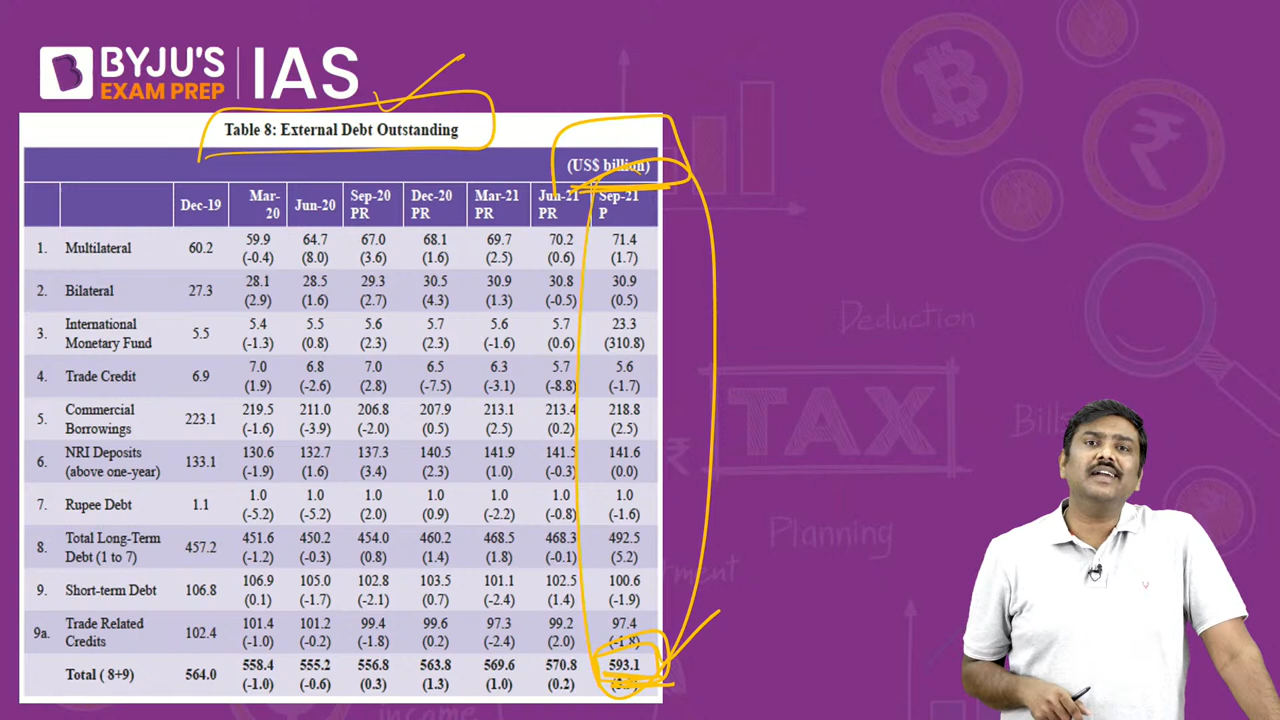 BYJU'S
EXAM PREP
IAS
Table 8: External Debt Outstanding
(US$ billion)
Dec-19 Mar-20 Jun-20 Sep-20 PR Dec-20 PR Mar-21 PR Jun-21 PR Sep-21 P
1. Multilateral 60.2 59.9 64.7 67.0 68.1 69.7 70.2 71.4
(-0.4) (8.0) (3.6) (1.6) (2.5) (0.6) (1.7)
2. Bilateral 27.3 28.1 28.5 29.3 30.5 30.9 30.8 30.9
(2.9) (1.6) (2.7) (4.3) (1.3) (-0.5) (0.5)
3. International Monetary Fund 5.5 5.4 5.5 5.6 5.7 5.6 5.7 23.3
(-1.3) (0.8) (2.3) (2.3) (-1.6) (0.6) (310.8)
4. Trade Credit 6.9 7.0 6.8 7.0 6.5 6.3 5.7 5.6
(1.9) (-2.6) (2.8) (-7.5) (-3.1) (-8.8) (-1.7)
5. Commercial Borrowings 223.1 219.5 211.0 206.8 207.9 213.1 213.4 218.8
(-1.6) (-3.9) (-2.0) (0.5) (2.5) (0.2) (2.5)
6. NRI Deposits (above one-year) 133.1 130.6 132.7 137.3 140.5 141.9 141.5 141.6
(-1.9) (1.6) (3.4) (2.3) (1.0) (-0.3) (0.0)
7. Rupee Debt 1.1 1.0 1.0 1.0 1.0 1.0 1.0 1.0
(-5.2) (-5.2) (2.0) (0.9) (-2.2) (-0.8) (-1.6)
8. Total Long-Term Debt (1 to 7) 457.2 451.6 450.2 454.0 460.2 468.5 468.3 492.5
(-1.2) (-0.3) (0.8) (1.4) (1.8) (-0.1) (5.2)
9. Short-term Debt 106.8 106.9 105.0 102.8 103.5 101.1 102.5 100.6
(0.1) (-1.7) (-2.1) (0.7) (-2.4) (1.4) (-1.9)
9a. Trade Related Credits 102.4 101.4 101.2 99.4 99.6 97.3 99.2 97.4
(-1.0) (-0.2) (-1.8) (0.2) (-2.4) (2.0) (-1.8)
Total ( 8+9) 564.0 558.4 555.2 556.8 563.8 569.6 570.8 593.1
(-1.0) (-0.6) (0.3) (1.3) (1.0) (0.2)
Deduction
TAX
Bills
Planning
income